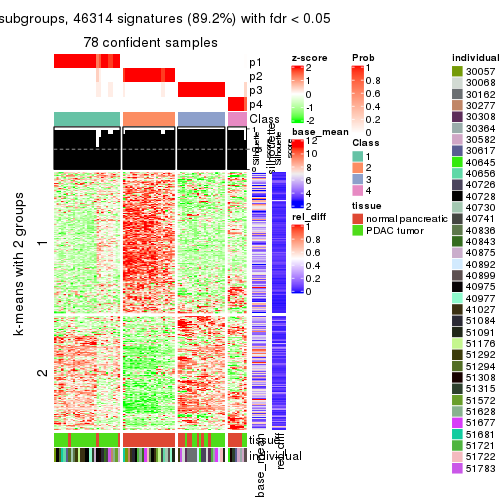 subgroups, 46314 signatures (89.2%) with fdr < 0.05
78 confident samples
p1
p2
p3
p4
Class
silhouette
1
2
k-means with 2 groups
tissue
individual
base_mean
rel_diff
z-score
2
1
0
-1
-2
base_mean
12
10
8
6
4
2
rel_diff
1
0.8
0.6
0.4
0.2
0
Prob
1
0.8
0.6
0.4
0.2
0
Class
1
2
3
4
tissue
normal pancreatic
PDAC tumor
individual
30057
30068
30162
30277
30308
30364
30582
30617
40645
40656
40726
40728
40730
40741
40836
40843
40875
40892
40899
40975
40977
41027
51084
51091
51176
51292
51294
51308
51315
51572
51628
51677
51681
51721
51722
51783